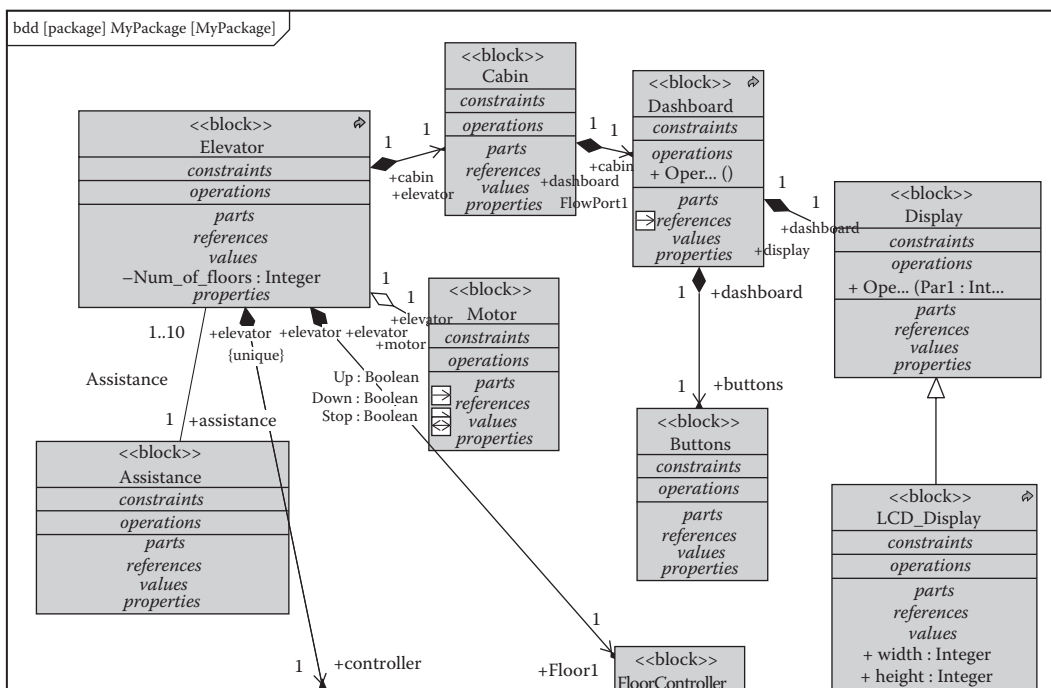 bdd [package] MyPackage [MyPackage]
<<block>>
Cabin
constraints
operations
parts
references
values
properties
<<block>>
Dashboard
constraints
operations
+ Oper... ()
parts
references
values
properties
<<block>>
Elevator
constraints
operations
parts
references
values
–Num_of_floors : Integer
properties
1
1
+cabin
+elevator
1
1
+cabin
+dashboard
FlowPort1
1
1
+dashboard
+display
<<block>>
Display
constraints
operations
+ Ope... (Par1 : Int...
parts
references
values
properties
1
1
+elevator
+motor
<<block>>
Motor
constraints
operations
parts
references
values
properties
Up : Boolean
Down : Boolean
Stop : Boolean
1
+dashboard
1
+buttons
<<block>>
Buttons
constraints
operations
parts
references
values
properties
1..10
+elevator
{unique}
+elevator
+elevator
Assistance
1
+assistance
<<block>>
Assistance
constraints
operations
parts
references
values
properties
<<block>>
LCD_Display
constraints
operations
parts
references
values
+ width : Integer
+ height : Integer
1
+controller
1
+Floor1
<<block>>
FloorController